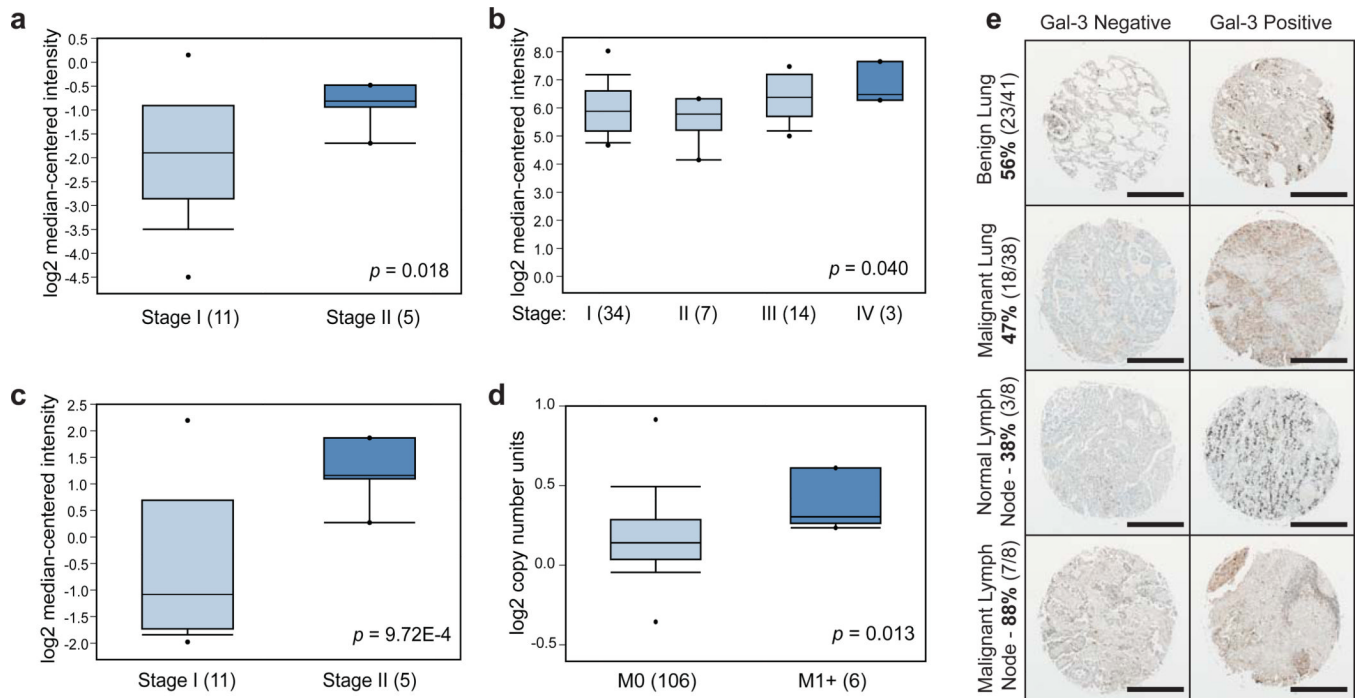 a
log2 median-centered intensity
0.5
0.0
-0.5
-1.0
-1.5
-2.0
-2.5
-3.0
-3.5
-4.0
-4.5
p = 0.018
Stage I (11)
Stage II (5)
b
log2 median-centered intensity
8.0
7.0
6.0
5.0
4.0
3.0
2.0
1.0
0.0
p = 0.040
Stage:
I (34)
II (7)
III (14)
IV (3)
c
log2 median-centered intensity
2.5
2.0
1.5
1.0
0.5
0.0
-0.5
-1.0
-1.5
-2.0
p = 9.72E-4
Stage I (11)
Stage II (5)
d
log2 copy number units
1.0
0.5
0.0
-0.5
p = 0.013
M0 (106)
M1+ (6)
e
Gal-3 Negative
Gal-3 Positive
Benign Lung
56% (23/41)
Malignant Lung
47% (18/38)
Normal Lymph
Node - 38% (3/8)
Malignant Lymph
Node - 88% (7/8)